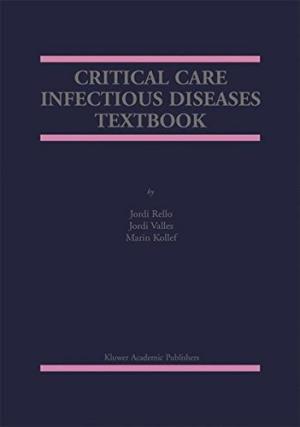 CRITICAL CARE
INFECTIOUS DISEASES
TEXTBOOK
by
Jordi Rello
Jordi Valles
Marin Kollef
Kluwer Academic Publishers